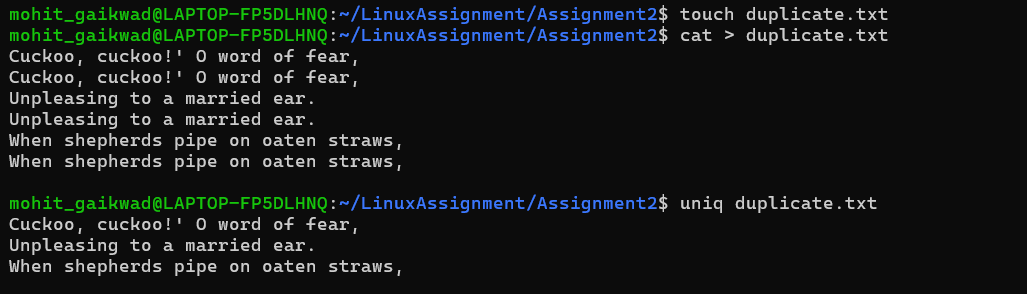 mohit_gaikwad@LAPTOP-FP5DLHNQ:~/LinuxAssignment/Assignment2$ touch duplicate.txt
mohit_gaikwad@LAPTOP-FP5DLHNQ:~/LinuxAssignment/Assignment2$ cat > duplicate.txt
Cuckoo, cuckoo!' O word of fear,
Cuckoo, cuckoo!' O word of fear,
Unpleasing to a married ear.
Unpleasing to a married ear.
When shepherds pipe on oaten straws,
When shepherds pipe on oaten straws,
mohit_gaikwad@LAPTOP-FP5DLHNQ:~/LinuxAssignment/Assignment2$ uniq duplicate.txt
Cuckoo, cuckoo!' O word of fear,
Unpleasing to a married ear.
When shepherds pipe on oaten straws,